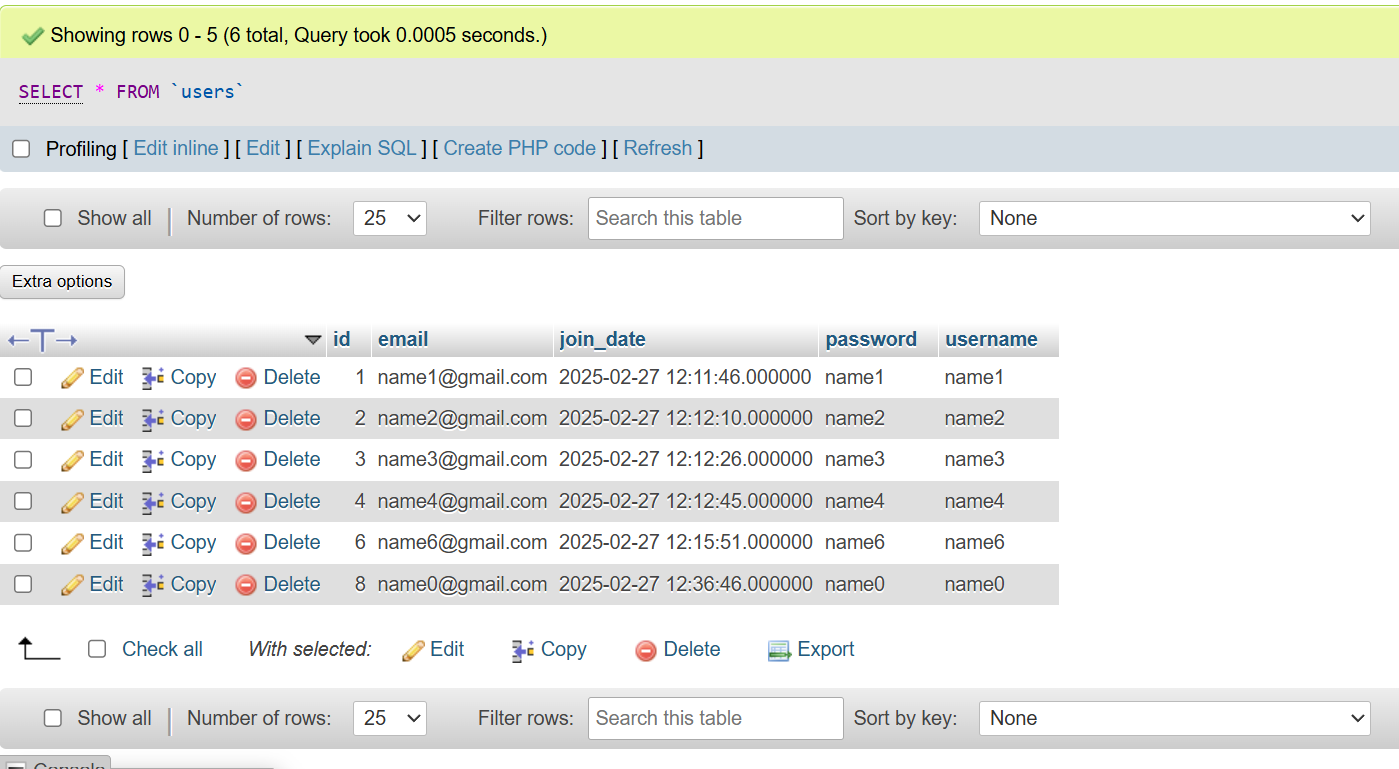 Showing rows 0 - 5 (6 total, Query took 0.0005 seconds.)
SELECT * FROM `users`
Profiling [ Edit inline ] [ Edit ] [ Explain SQL ] [ Create PHP code ] [ Refresh ]
Show all | Number of rows: 25 Filter rows: Search this table Sort by key: None
Extra options
id email join_date password username
Edit Copy Delete 1 name1@gmail.com 2025-02-27 12:11:46.000000 name1 name1
Edit Copy Delete 2 name2@gmail.com 2025-02-27 12:12:10.000000 name2 name2
Edit Copy Delete 3 name3@gmail.com 2025-02-27 12:12:26.000000 name3 name3
Edit Copy Delete 4 name4@gmail.com 2025-02-27 12:12:45.000000 name4 name4
Edit Copy Delete 6 name6@gmail.com 2025-02-27 12:15:51.000000 name6 name6
Edit Copy Delete 8 name0@gmail.com 2025-02-27 12:36:46.000000 name0 name0
Check all With selected: Edit Copy Delete Export
Show all | Number of rows: 25 Filter rows: Search this table Sort by key: None
Console